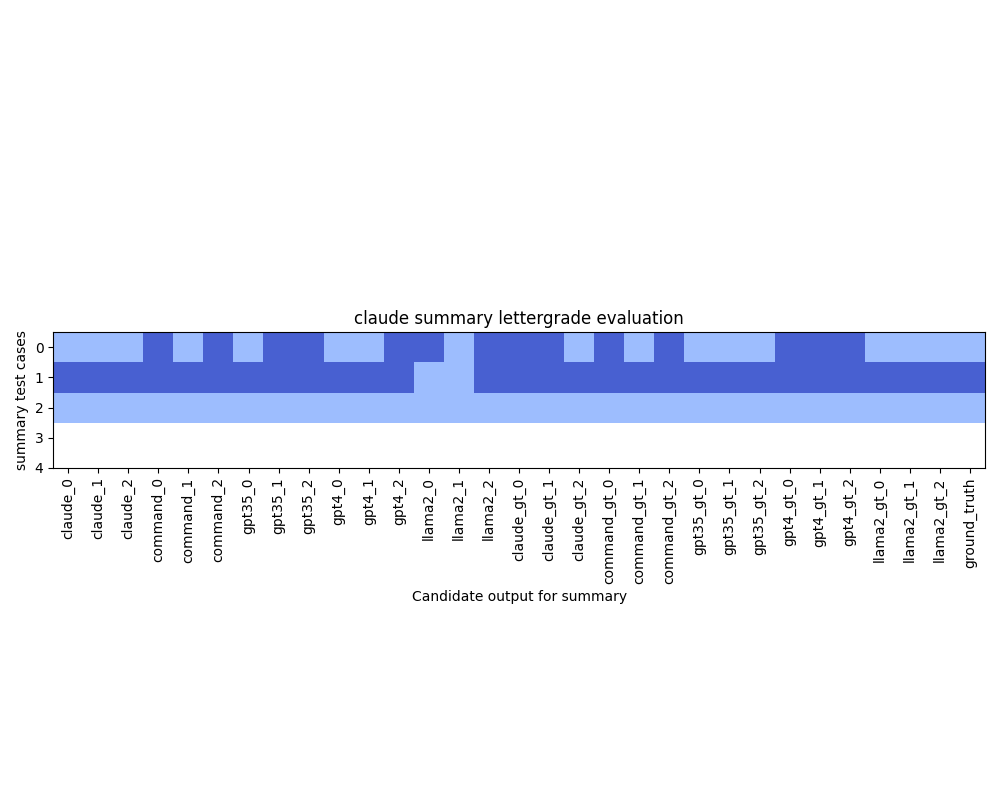 claude summary lettergrade evaluation
summary test cases
0
1
2
3
4
claude_0
claude_1
claude_2
command_0
command_1
command_2
gpt35_0
gpt35_1
gpt35_2
gpt4_0
gpt4_1
gpt4_2
llama2_0
llama2_1
llama2_2
claude_gt_0
claude_gt_1
claude_gt_2
command_gt_0
command_gt_1
command_gt_2
gpt35_gt_0
gpt35_gt_1
gpt35_gt_2
gpt4_gt_0
gpt4_gt_1
gpt4_gt_2
llama2_gt_0
llama2_gt_1
llama2_gt_2
ground_truth
Candidate output for summary